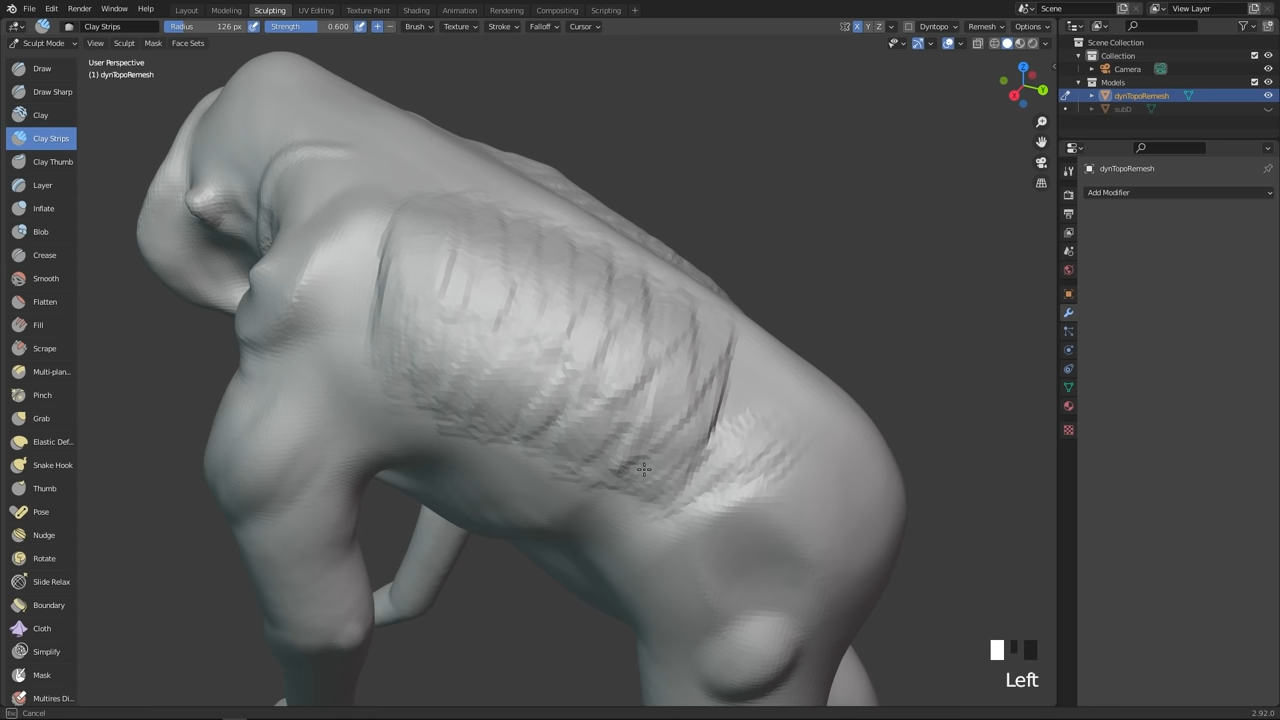 File Edit Render Window Help Layout Modeling Sculpting UV Editing Texture Paint Shading Animation Rendering Compositing Scripting + Scene View Layer
Clay Strips Radius 126 px Strength 0.600 Brush Texture Stroke Falloff Cursor X Y Z Dyntopo Remesh Options
Sculpt Mode View Sculpt Mask Face Sets
Scene Collection
Collection
Camera
Models
dynTopoRemesh
subD
User Perspective
(1) dynTopoRemesh
Z
Y
X
Draw
Draw Sharp
Clay
Clay Strips
Clay Thumb
Layer
Inflate
Blob
Crease
Smooth
Flatten
Fill
Scrape
Multi-plan...
Pinch
Grab
Elastic Def...
Snake Hook
Thumb
Pose
Nudge
Rotate
Slide Relax
Boundary
Cloth
Simplify
Mask
Multires Di...
dynTopoRemesh
Add Modifier
Left
Cancel
2.92.0